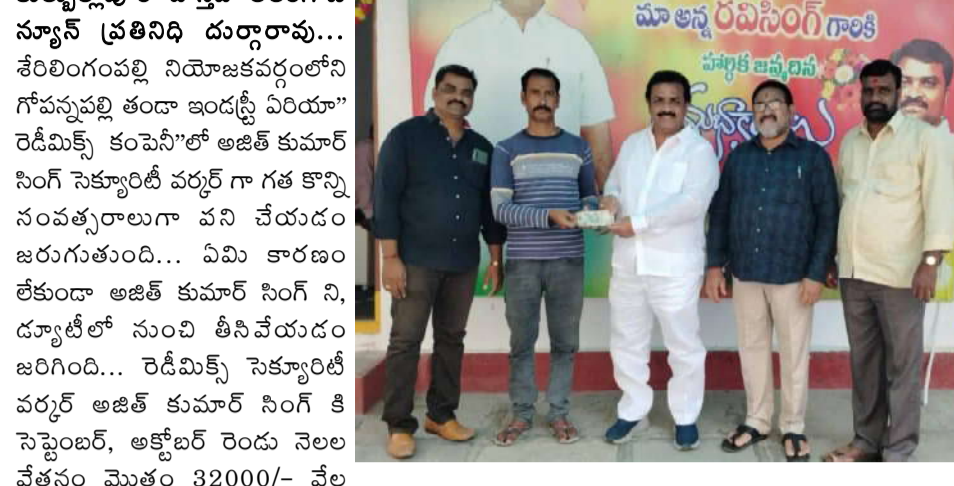 న్యూస్ ప్రతినిధి దుర్గారావు...
శేరిలింగంపల్లి నియోజకవర్గంలోని
గోపన్నపల్లి తండా ఇండస్ట్రీ ఏరియా"
రెడీమిక్స్ కంపెనీ"లో అజిత్ కుమార్
సింగ్ సెక్యూరిటీ వర్కర్ గా గత కొన్ని
సంవత్సరాలుగా పని చేయడం
జరుగుతుంది... ఏమి కారణం
లేకుండా అజిత్ కుమార్ సింగ్ ని,
డ్యూటీలో నుంచి తీసివేయడం
జరిగింది... రెడీమిక్స్ సెక్యూరిటీ
వర్కర్ అజిత్ కుమార్ సింగ్ కి
సెప్టెంబర్, అక్టోబర్ రెండు నెలల
వేతనం మొత్తం 32000/- వేల
మా అన్న రవిసింగ్ గారికి
హార్థిక జన్మదిన